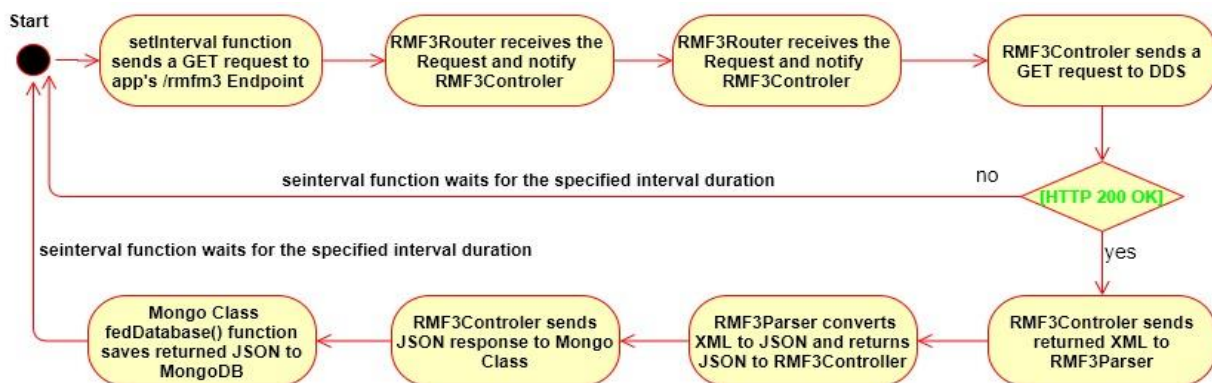 Start
setInterval function
sends a GET request to
app's /rmfm3 Endpoint
RMF3Router receives the
Request and notify
RMF3Controler
RMF3Router receives the
Request and notify
RMF3Controler
RMF3Controler sends a
GET request to DDS
seinterval function waits for the specified interval duration
no
[HTTP 200 OK]
seinterval function waits for the specified interval duration
yes
Mongo Class
fedDatabase() function
saves returned JSON to
MongoDB
RMF3Controler sends
JSON response to Mongo
Class
RMF3Parser converts
XML to JSON and returns
JSON to RMF3Controller
RMF3Controler sends
returned XML to
RMF3Parser